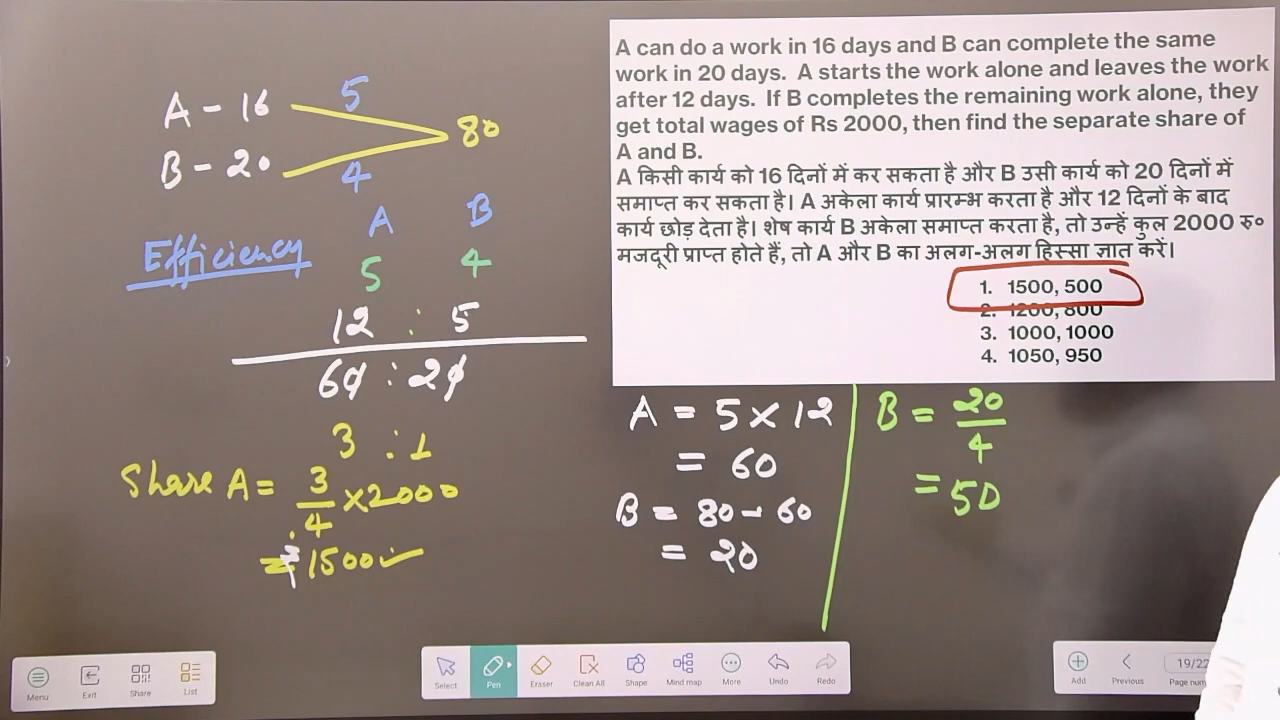 A can do a work in 16 days and B can complete the same
work in 20 days. A starts the work alone and leaves the work
after 12 days. If B completes the remaining work alone, they
get total wages of Rs 2000, then find the separate share of
A and B.
A किसी कार्य को 16 दिनों में कर सकता है और B उसी कार्य को 20 दिनों में
समाप्त कर सकता है। A अकेला कार्य प्रारम्भ करता है और 12 दिनों के बाद
कार्य छोड़ देता है। शेष कार्य B अकेला समाप्त करता है, तो उन्हें कुल 2000 रु०
मजदूरी प्राप्त होते हैं, तो A और B का अलग-अलग हिस्सा ज्ञात करें।
1. 1500, 500
2. 1200, 800
3. 1000, 1000
4. 1050, 950
A - 16 5
80
B - 20 4
A B
Efficiency
5 4
12 : 5
60 : 20
3 : 1
Share A = 3/4 × 2000
= 1500
A = 5 × 12
= 60
B = 80 - 60
= 20
B = 20/4
= 5D
Menu Exit Share List
Select Pen Eraser Clean All Shape Mind map More Undo Redo
Add Previous 19/22
Page num